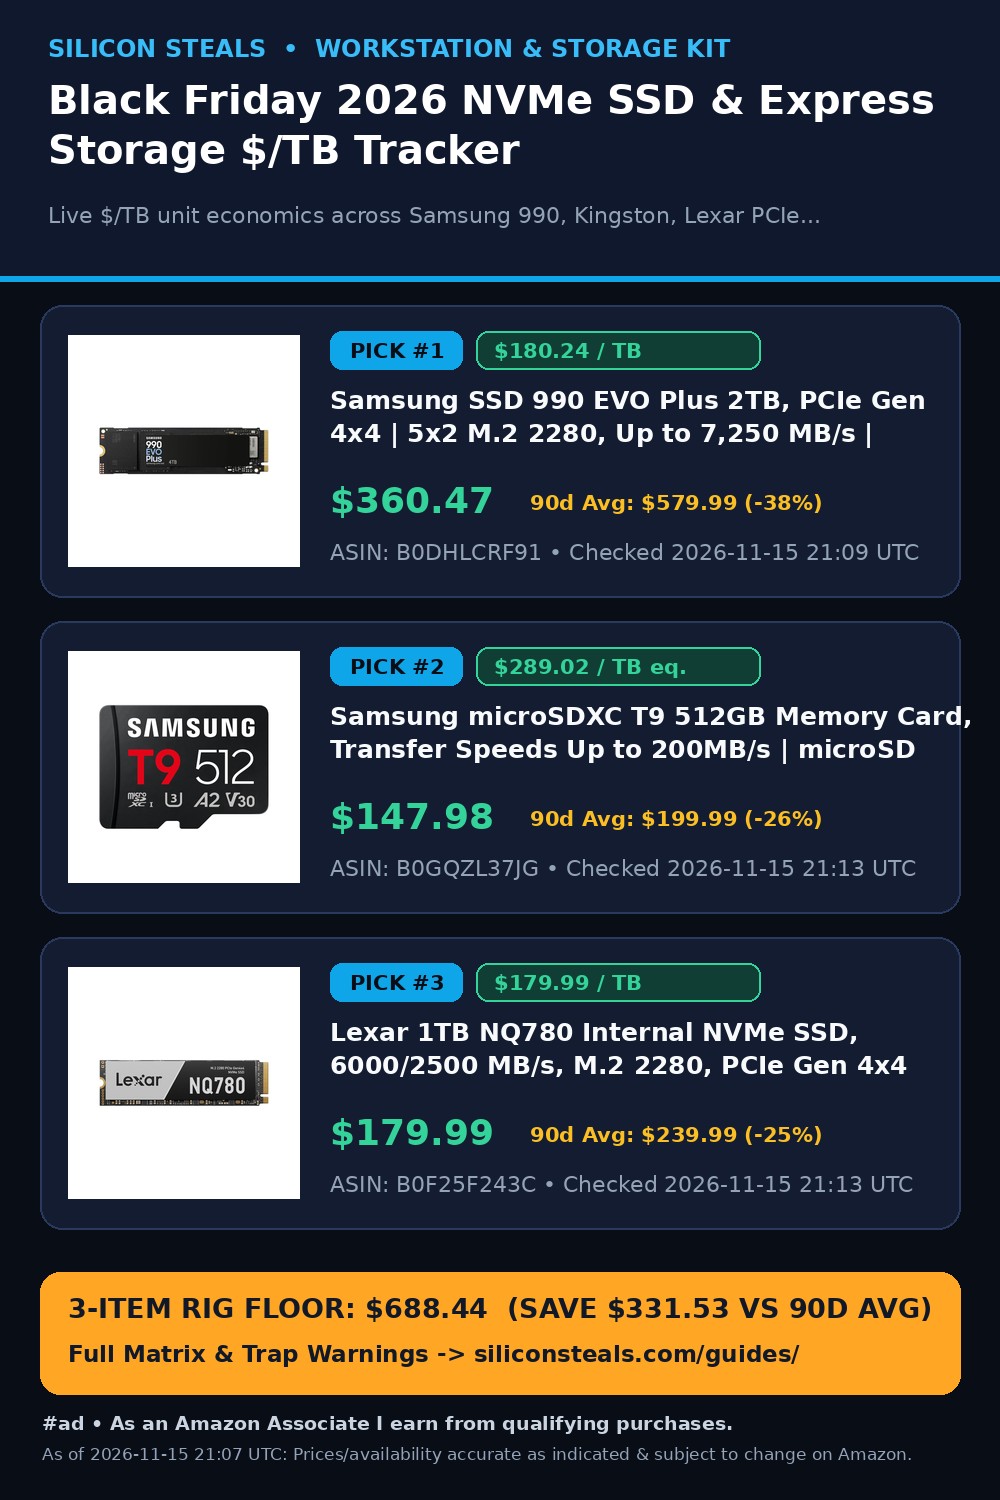 SILICON STEALS • WORKSTATION & STORAGE KIT
Black Friday 2026 NVMe SSD & Express
Storage $/TB Tracker
Live $/TB unit economics across Samsung 990, Kingston, Lexar PCIe...
PICK #1
$180.24 / TB
Samsung SSD 990 EVO Plus 2TB, PCIe Gen
4x4 | 5x2 M.2 2280, Up to 7,250 MB/s |
SAMSUNG
990
EVO
Plus
4TB
$360.47
90d Avg: $579.99 (-38%)
ASIN: B0DHLCRF91 • Checked 2026-11-15 21:09 UTC
PICK #2
$289.02 / TB eq.
Samsung microSDXC T9 512GB Memory Card,
Transfer Speeds Up to 200MB/s | microSD
SAMSUNG
T9 512
micro SD XC I U3 A2 V30
$147.98
90d Avg: $199.99 (-26%)
ASIN: B0GQZL37JG • Checked 2026-11-15 21:13 UTC
PICK #3
$179.99 / TB
Lexar 1TB NQ780 Internal NVMe SSD,
6000/2500 MB/s, M.2 2280, PCIe Gen 4x4
Lexar
NQ780
$179.99
90d Avg: $239.99 (-25%)
ASIN: B0F25F243C • Checked 2026-11-15 21:13 UTC
3-ITEM RIG FLOOR: $688.44 (SAVE $331.53 VS 90D AVG)
Full Matrix & Trap Warnings -> siliconsteals.com/guides/
#ad • As an Amazon Associate I earn from qualifying purchases.
As of 2026-11-15 21:07 UTC: Prices/availability accurate as indicated & subject to change on Amazon.